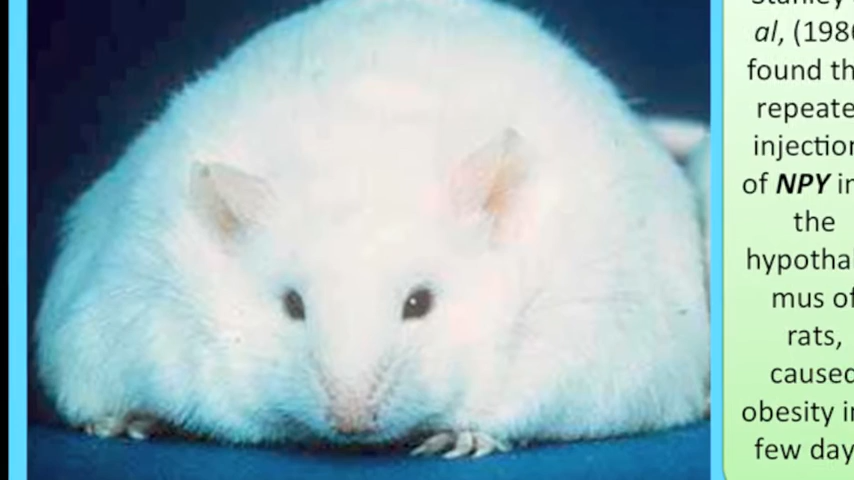 Stanley
al, (198
found th
repeate
injection
of NPY in
the
hypotha
mus of
rats,
caused
obesity in
few day